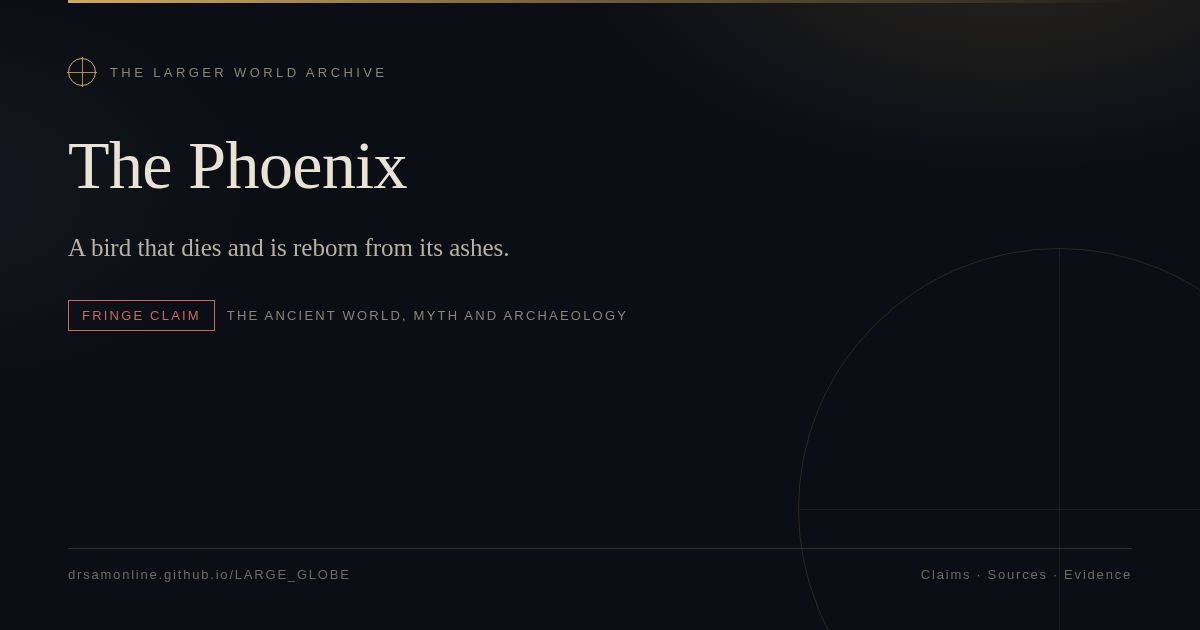 THE LARGER WORLD ARCHIVE
The Phoenix
A bird that dies and is reborn from its ashes.
FRINGE CLAIM THE ANCIENT WORLD, MYTH AND ARCHAEOLOGY
drsamonline.github.io/LARGE_GLOBE Claims · Sources · Evidence